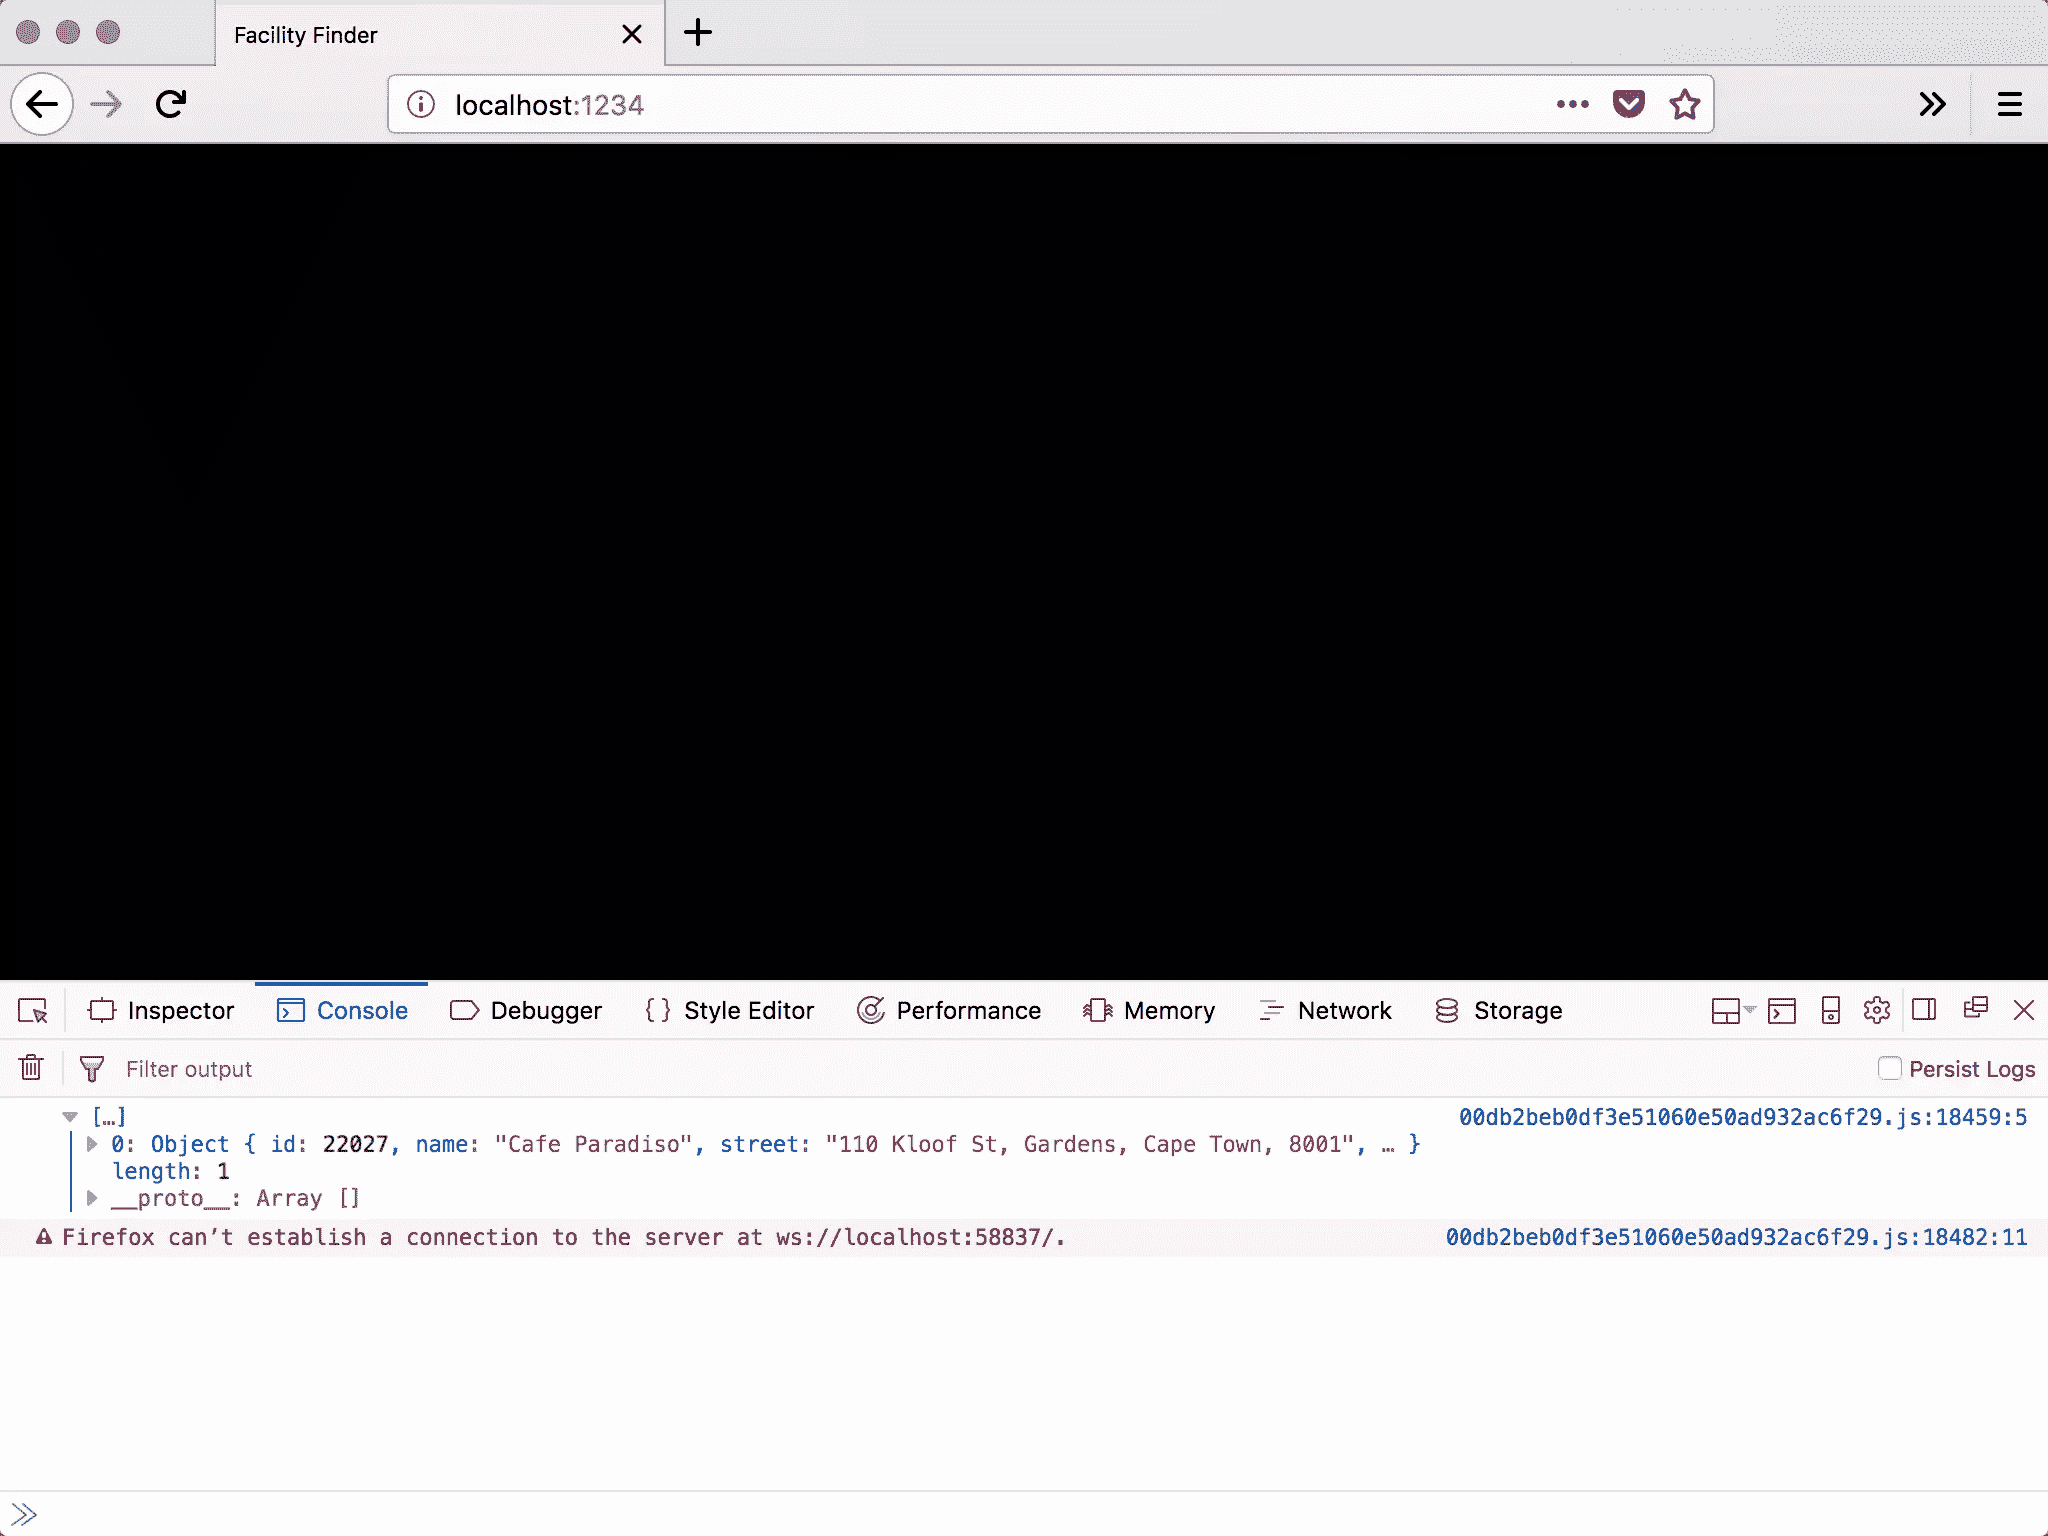 Facility Finder
localhost:1234
Inspector Console Debugger { } Style Editor Performance Memory Network Storage
Filter output Persist Logs
[…] 00db2beb0df3e51060e50ad932ac6f29.js:18459:5
0: Object { id: 22027, name: "Cafe Paradiso", street: "110 Kloof St, Gardens, Cape Town, 8001", … }
length: 1
__proto__: Array []
Firefox can’t establish a connection to the server at ws://localhost:58837/. 00db2beb0df3e51060e50ad932ac6f29.js:18482:11